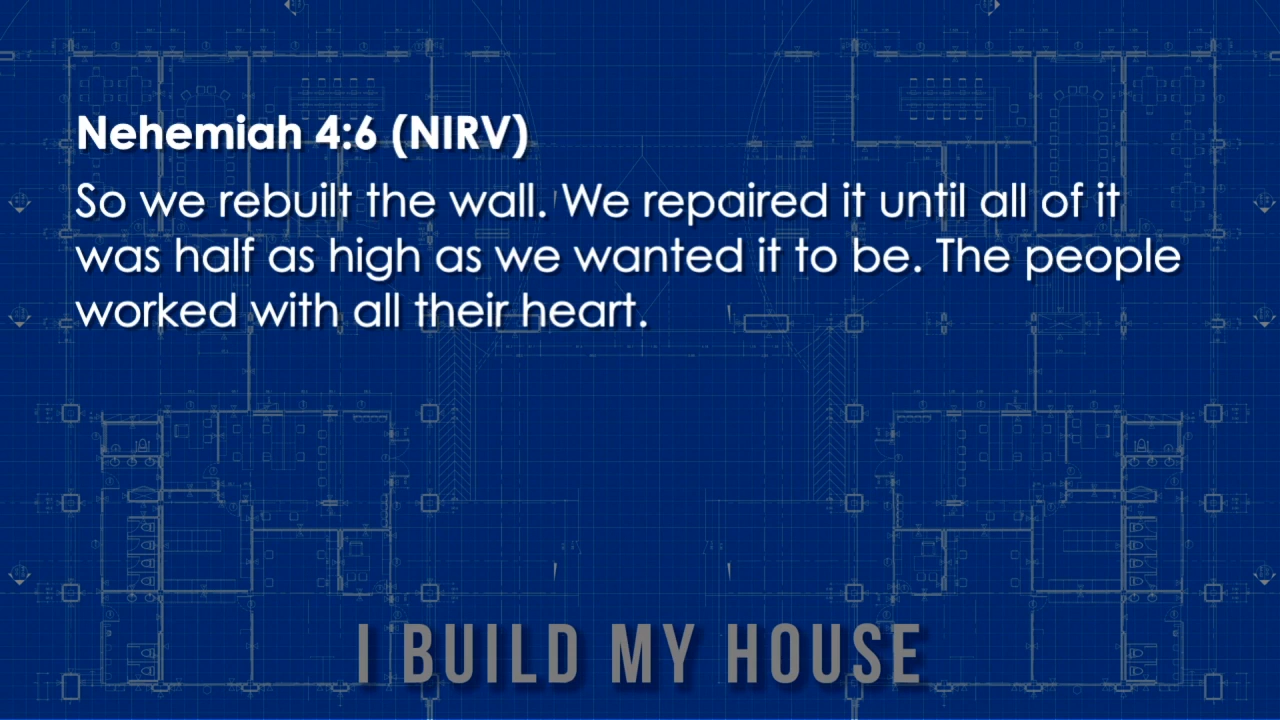 Nehemiah 4:6 (NIRV)
So we rebuilt the wall. We repaired it until all of it
was half as high as we wanted it to be. The people
worked with all their heart.
I BUILD MY HOUSE